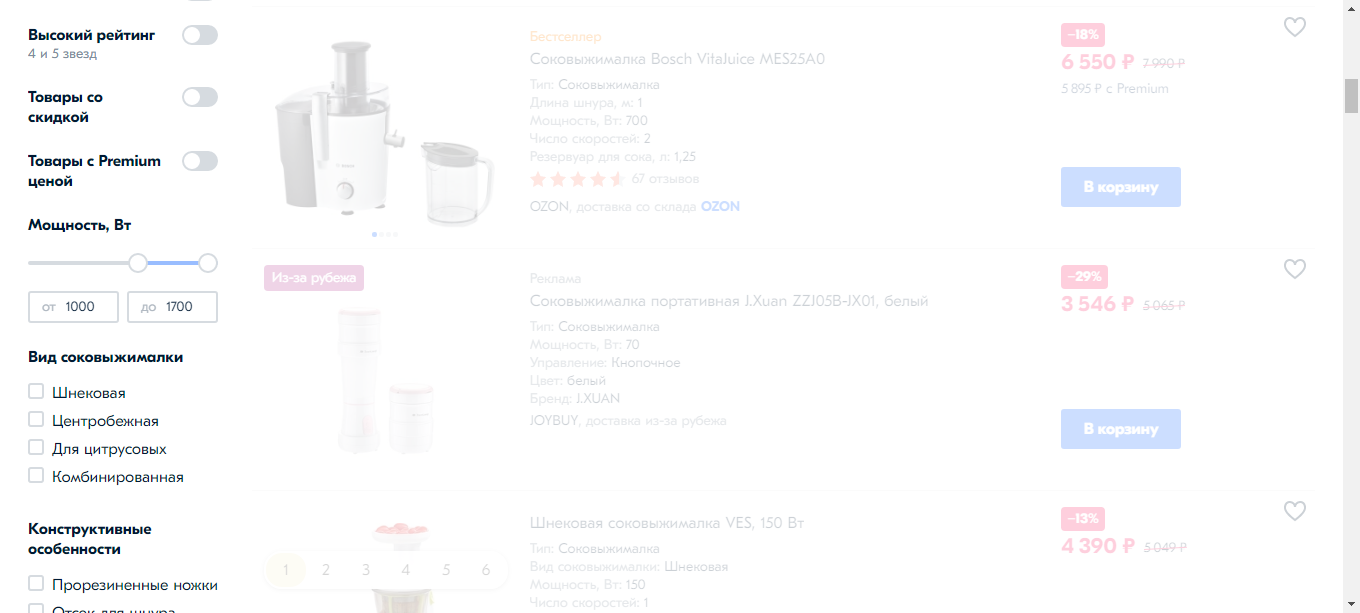 Высокий рейтинг
4 и 5 звезд
Товары со
скидкой
Товары с Premium
ценой
Мощность, Вт
от 1000
до 1700
Вид соковыжималки
Шнековая
Центробежная
Для цитрусовых
Комбинированная
Конструктивные
особенности
Прорезиненные ножки
Отсек для шнура
Бестселлер
Соковыжималка Bosch VitaJuice MES25A0
Тип: Соковыжималка
Длина шнура, м: 1
Мощность, Вт: 700
Число скоростей: 2
Резервуар для сока, л: 1,25
67 отзывов
OZON, доставка со склада OZON
−18%
6 550 ₽ 7 990 ₽
5 895 ₽ с Premium
В корзину
Из-за рубежа
Реклама
Соковыжималка портативная J.Xuan ZZJ05B-JX01, белый
Тип: Соковыжималка
Мощность, Вт: 70
Управление: Кнопочное
Цвет: белый
Бренд: J.XUAN
JOYBUY, доставка из-за рубежа
−29%
3 546 ₽ 5 065 ₽
В корзину
Шнековая соковыжималка VES, 150 Вт
Тип: Соковыжималка
Вид соковыжималки: Шнековая
Мощность, Вт: 150
Число скоростей: 1
−13%
4 390 ₽ 5 049 ₽
1 2 3 4 5 6